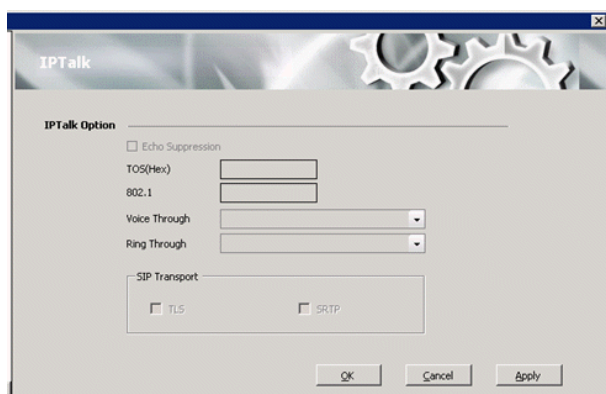 IPTalk
IPTalk Option
Echo Suppression
TOS(Hex)
802.1
Voice Through
Ring Through
SIP Transport
TLS
SRTP
OK
Cancel
Apply